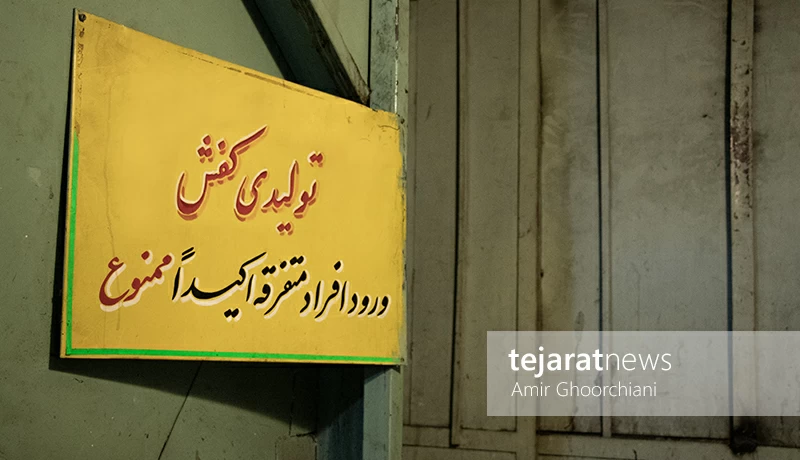 تولیدی کفش
ورود افراد متفرقه اکیداً ممنوع
tejaratnews
Amir Ghoorchiani